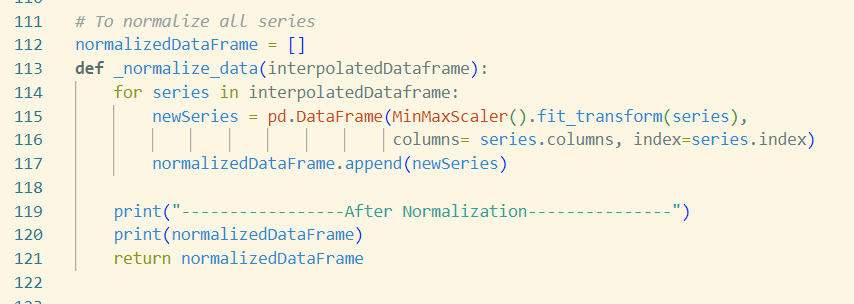 111 # To normalize all series
112 normalizedDataFrame = []
113 def _normalize_data(interpolatedDataframe):
114     for series in interpolatedDataframe:
115         newSeries = pd.DataFrame(MinMaxScaler().fit_transform(series),
116                                  columns= series.columns, index=series.index)
117         normalizedDataFrame.append(newSeries)
118
119     print("-----------------After Normalization---------------")
120     print(normalizedDataFrame)
121     return normalizedDataFrame
122